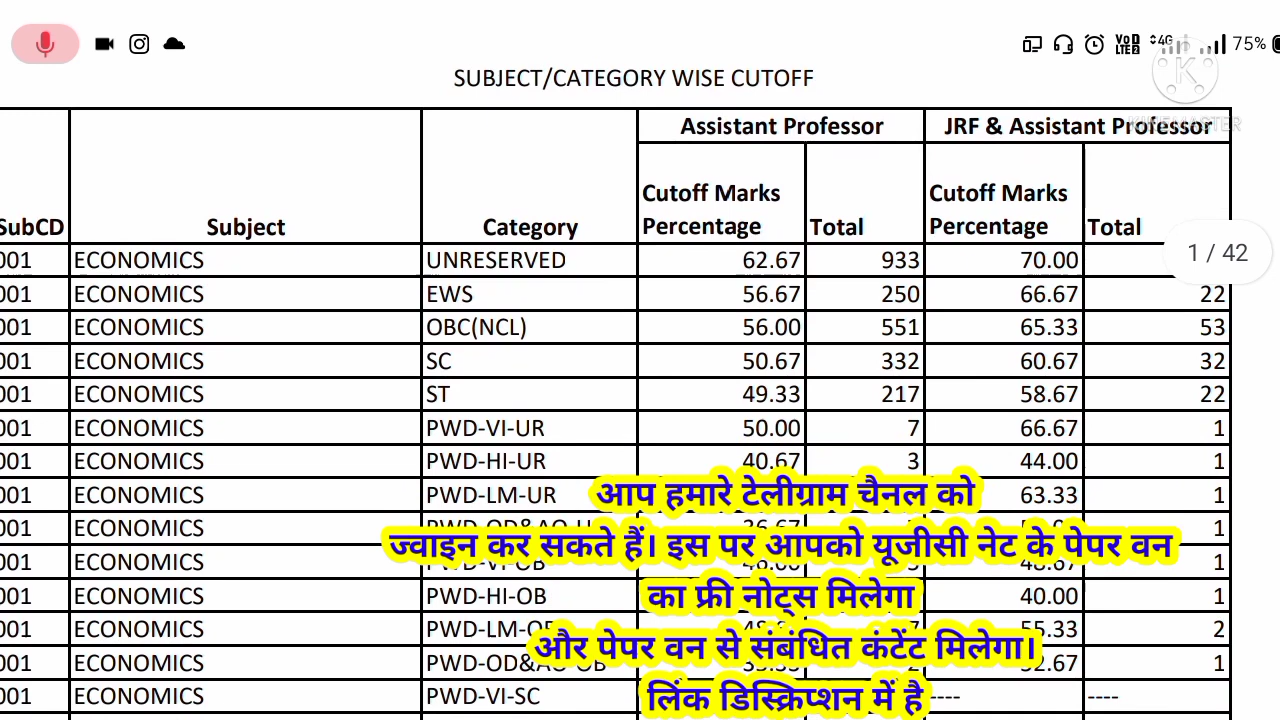 VoD LTE2 4G 75%
SUBJECT/CATEGORY WISE CUTOFF
KINEMASTER
Assistant Professor JRF & Assistant Professor
SubCD Subject Category Cutoff Marks Percentage Total Cutoff Marks Percentage Total
1 / 42
001 ECONOMICS UNRESERVED 62.67 933 70.00
001 ECONOMICS EWS 56.67 250 66.67 22
001 ECONOMICS OBC(NCL) 56.00 551 65.33 53
001 ECONOMICS SC 50.67 332 60.67 32
001 ECONOMICS ST 49.33 217 58.67 22
001 ECONOMICS PWD-VI-UR 50.00 7 66.67 1
001 ECONOMICS PWD-HI-UR 40.67 3 44.00 1
001 ECONOMICS PWD-LM-UR 63.33 1
001 ECONOMICS 1
001 ECONOMICS 1
001 ECONOMICS PWD-HI-OB 40.00 1
001 ECONOMICS 55.33 2
001 ECONOMICS 1
001 ECONOMICS PWD-VI-SC ---- ----
आप हमारे टेलीग्राम चैनल को
ज्वाइन कर सकते हैं। इस पर आपको यूजीसी नेट के पेपर वन
का फ्री नोट्स मिलेगा
और पेपर वन से संबंधित कंटेंट मिलेगा।
लिंक डिस्क्रिप्शन में है